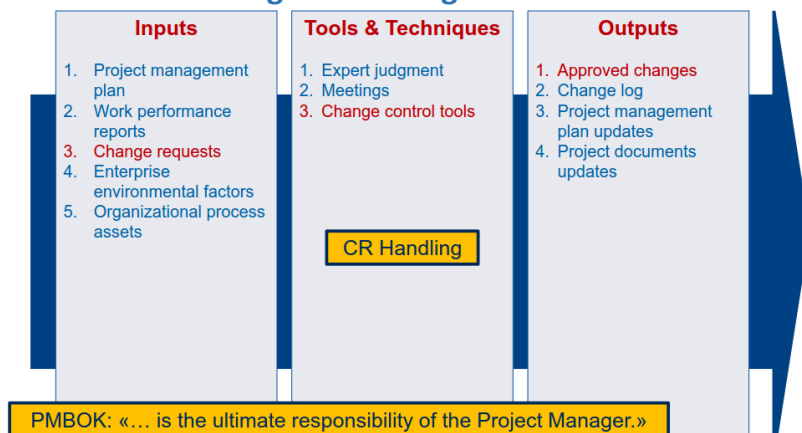 Inputs
1. Project management
plan
2. Work performance
reports
3. Change requests
4. Enterprise
environmental factors
5. Organizational process
assets
Tools & Techniques
1. Expert judgment
2. Meetings
3. Change control tools
CR Handling
Outputs
1. Approved changes
2. Change log
3. Project management
plan updates
4. Project documents
updates
PMBOK: «… is the ultimate responsibility of the Project Manager.»